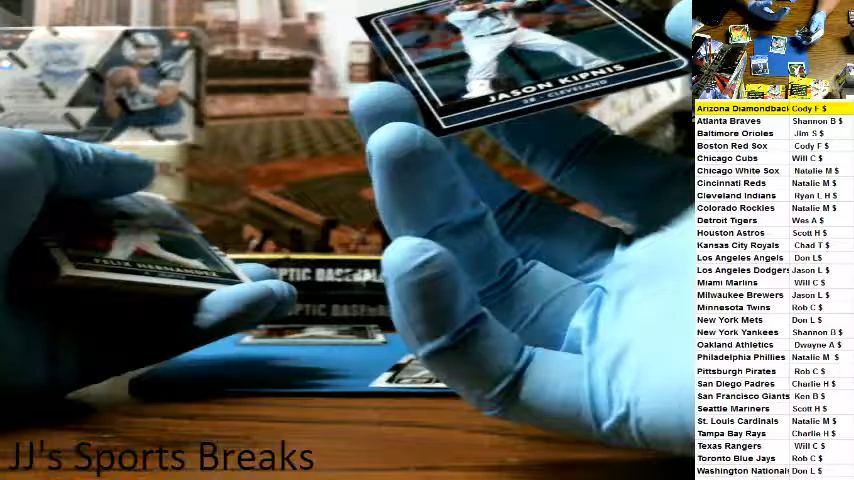 JASON KIPNIS
2B - CLEVELAND
FELIX HERNANDEZ
PTIC BASEBALL
PTIC BASEBALL
JJ's Sports Breaks
Arizona Diamondback Cody F $
Atlanta Braves Shannon B $
Baltimore Orioles Jim S $
Boston Red Sox Cody F $
Chicago Cubs Will C $
Chicago White Sox Natalie M $
Cincinnati Reds Natalie M $
Cleveland Indians Ryan L H $
Colorado Rockies Natalie M $
Detroit Tigers Wes A $
Houston Astros Scott H $
Kansas City Royals Chad T $
Los Angeles Angels Don L$
Los Angeles Dodgers Jason L $
Miami Marlins Will C $
Milwaukee Brewers Jason L $
Minnesota Twins Rob C $
New York Mets Don L $
New York Yankees Shannon B $
Oakland Athletics Dwayne A $
Philadelphia Phillies Natalie M $
Pittsburgh Pirates Rob C $
San Diego Padres Charlie H $
San Francisco Giants Ken B $
Seattle Mariners Scott H $
St. Louis Cardinals Natalie M $
Tampa Bay Rays Charlie H $
Texas Rangers Will C $
Toronto Blue Jays Rob C $
Washington Nationals Don L $